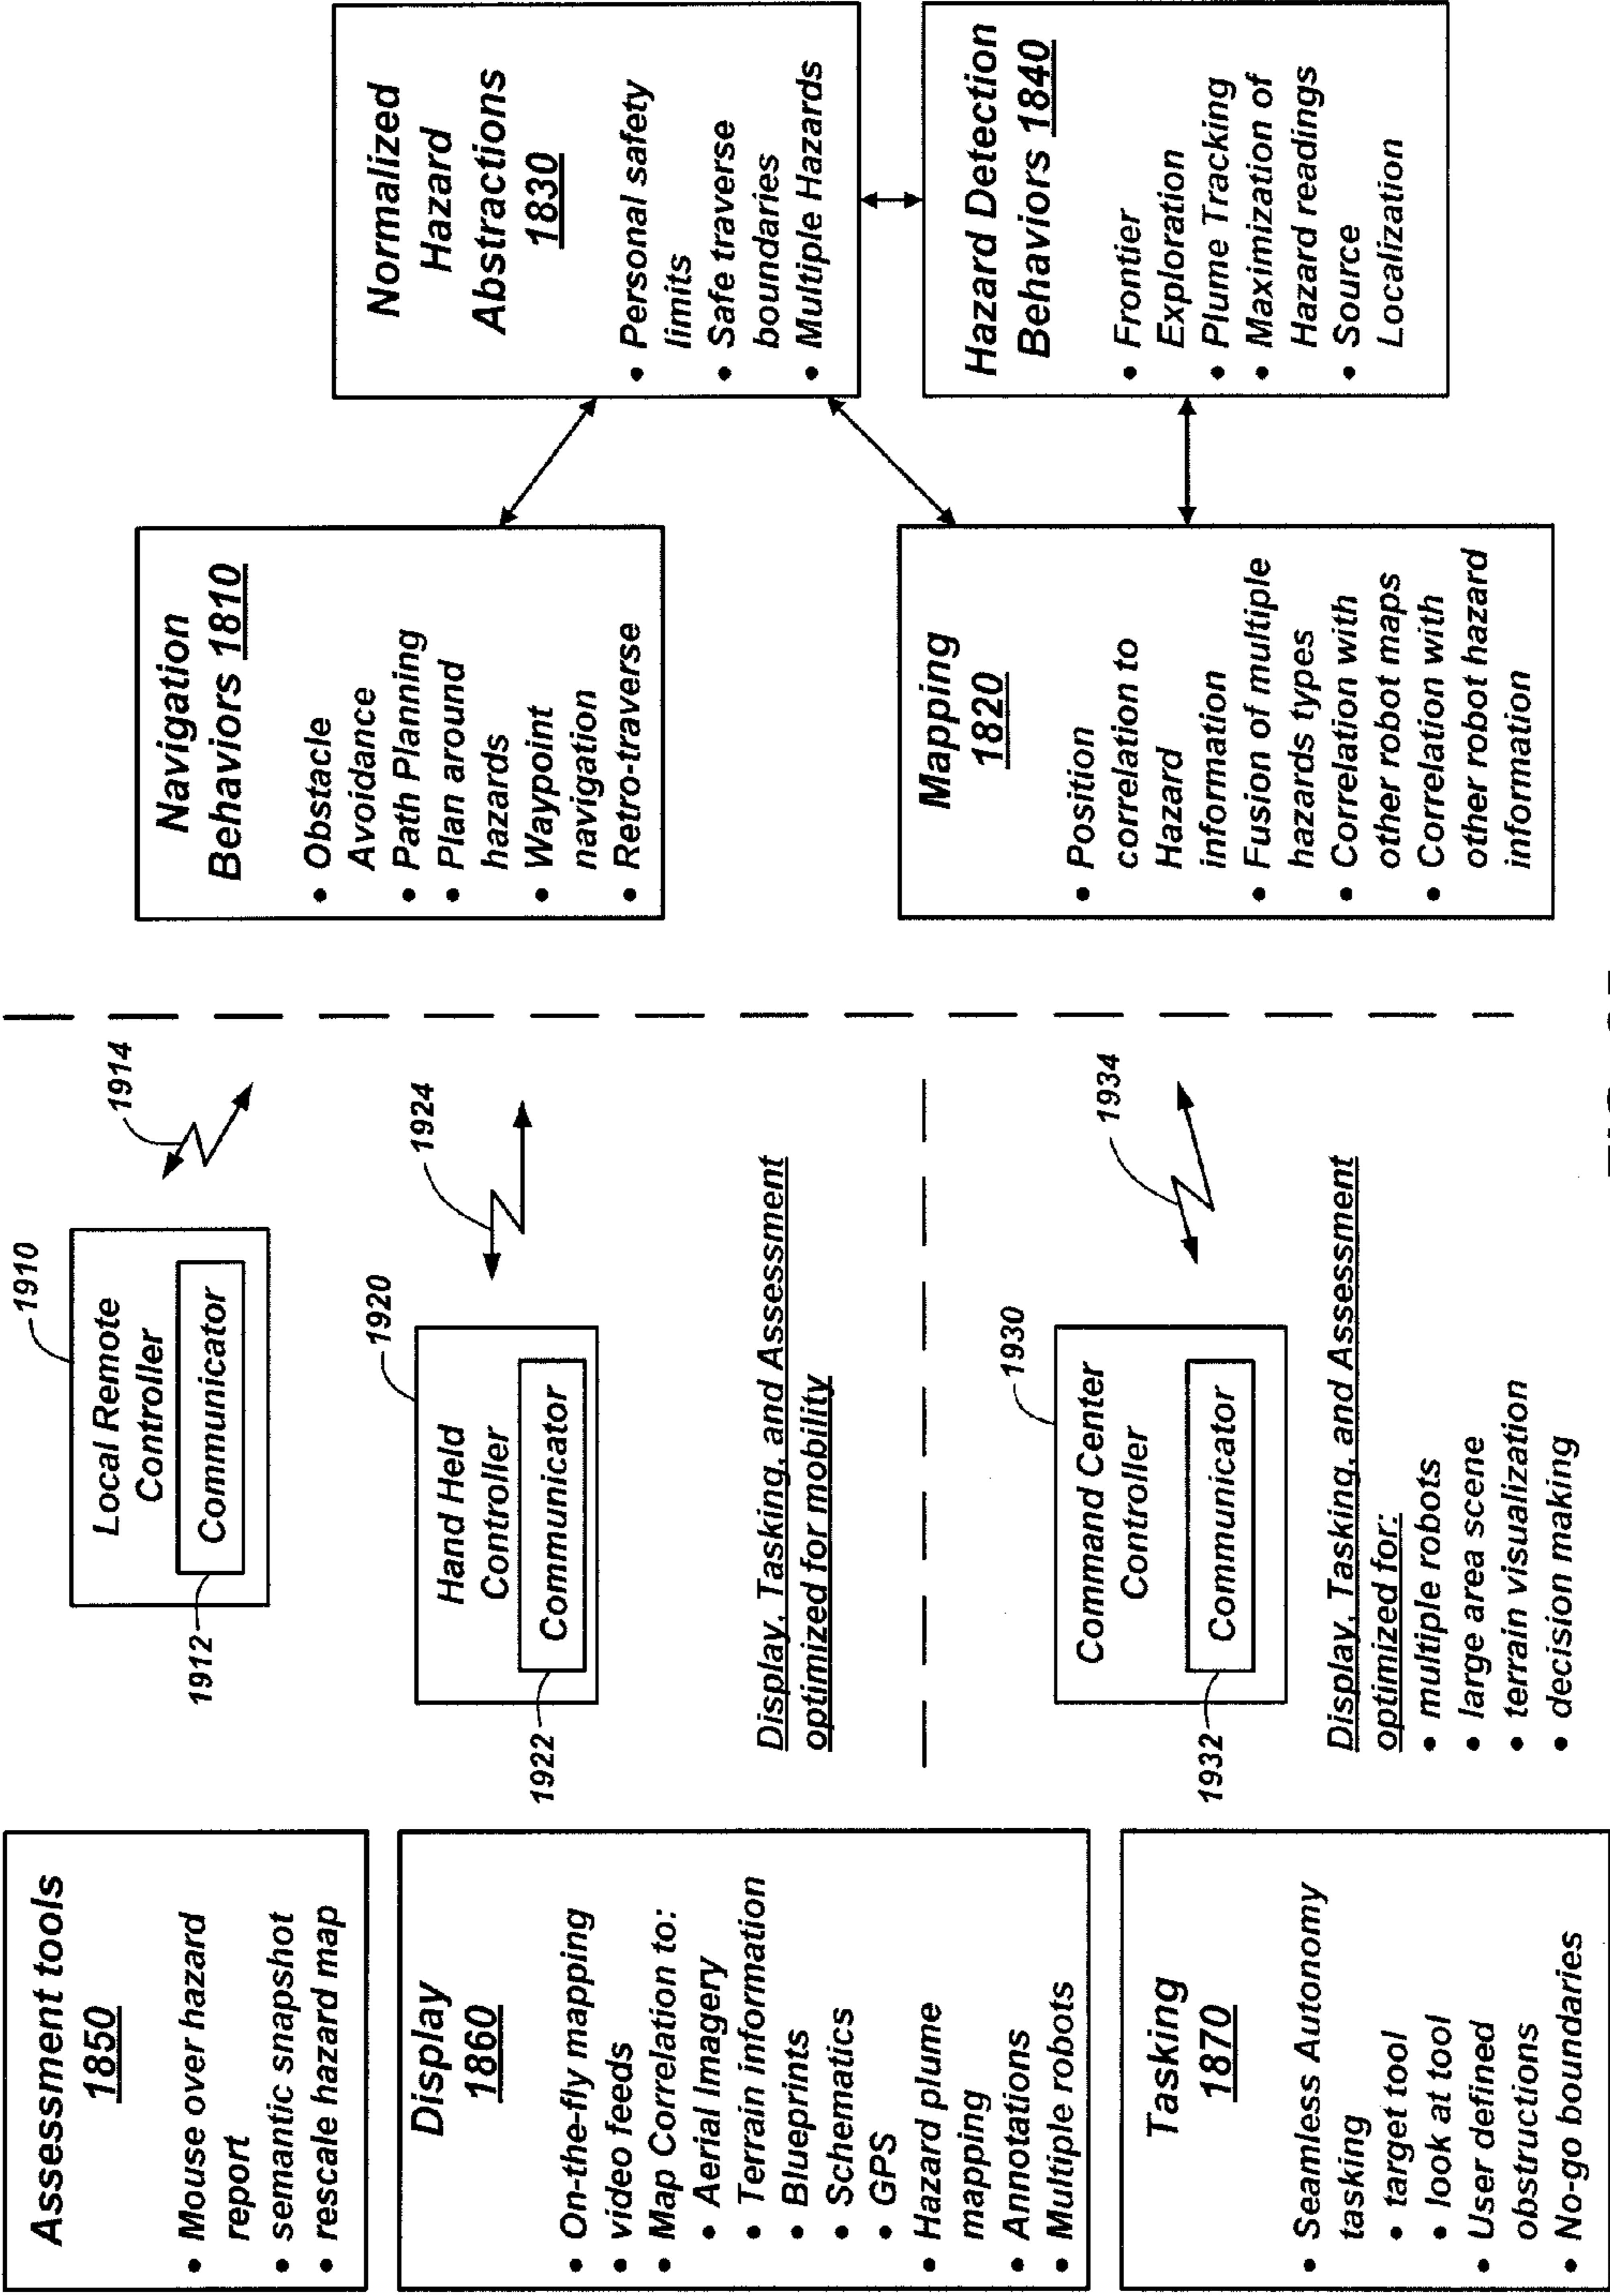 Assessment tools
1850
• Mouse over hazard
report
• semantic snapshot
• rescale hazard map
Display
1860
• On-the-fly mapping
• video feeds
• Map Correlation to:
• Aerial Imagery
• Terrain information
• Blueprints
• Schematics
• GPS
• Hazard plume
mapping
• Annotations
• Multiple robots
Tasking
1870
• Seamless Autonomy
tasking
• target tool
• look at tool
• User defined
obstructions
• No-go boundaries
1910
Local Remote
Controller
Communicator
1912
1914
1920
Hand Held
Controller
Communicator
1922
1924
Display, Tasking, and Assessment
optimized for mobility
1930
Command Center
Controller
Communicator
1932
1934
Display, Tasking, and Assessment
optimized for:
• multiple robots
• large area scene
• terrain visualization
• decision making
Navigation
Behaviors 1810
• Obstacle
Avoidance
• Path Planning
• Plan around
hazards
• Waypoint
navigation
• Retro-traverse
Mapping
1820
• Position
correlation to
Hazard
information
• Fusion of multiple
hazards types
• Correlation with
other robot maps
• Correlation with
other robot hazard
information
Normalized
Hazard
Abstractions
1830
• Personal safety
limits
• Safe traverse
boundaries
• Multiple Hazards
Hazard Detection
Behaviors 1840
• Frontier
Exploration
• Plume Tracking
• Maximization of
Hazard readings
• Source
Localization